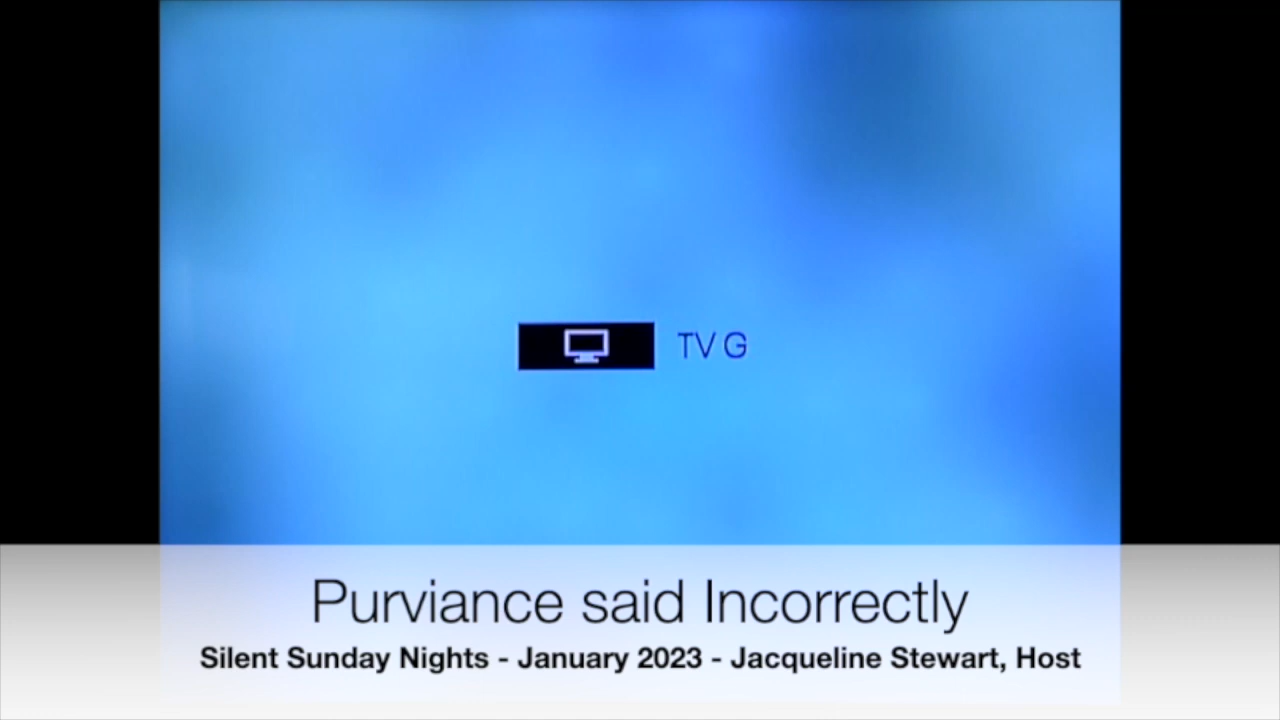 TV G
Purviance said Incorrectly
Silent Sunday Nights - January 2023 - Jacqueline Stewart, Host